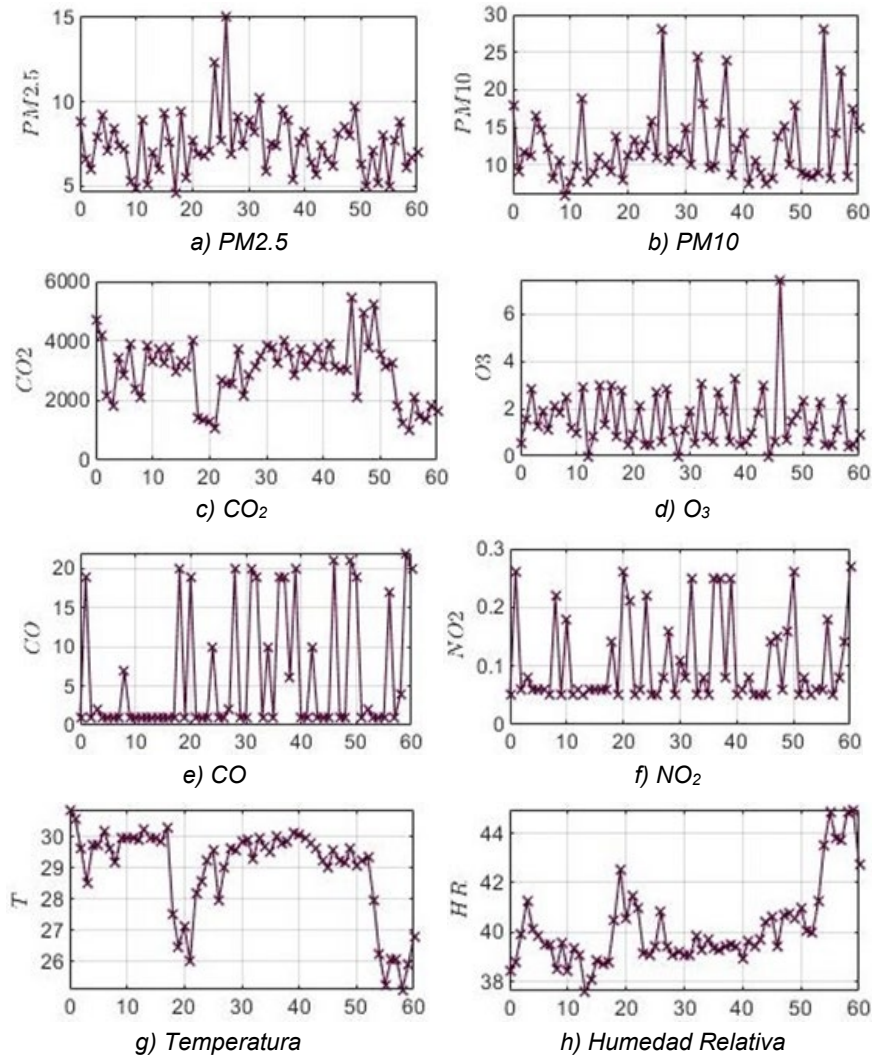 15
10
5
PM2.5
0 10 20 30 40 50 60
a) PM2.5
30
25
20
15
10
PM10
0 10 20 30 40 50 60
b) PM10
6000
4000
2000
0
CO2
0 10 20 30 40 50 60
c) CO₂
6
4
2
0
O3
0 10 20 30 40 50 60
d) O₃
20
15
10
5
0
CO
0 10 20 30 40 50 60
e) CO
0.3
0.2
0.1
0
NO2
0 10 20 30 40 50 60
f) NO₂
30
29
28
27
26
T
0 10 20 30 40 50 60
g) Temperatura
44
42
40
38
HR
0 10 20 30 40 50 60
h) Humedad Relativa